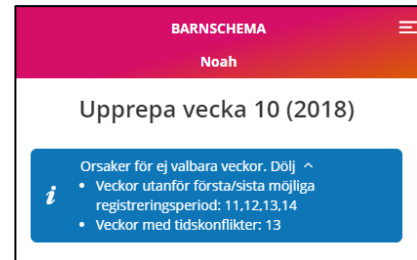 BARNSCHEMA
Noah
Upprepa vecka 10 (2018)
Orsaker för ej valbara veckor. Dölj ^
• Veckor utanför första/sista möjliga
registreringsperiod: 11,12,13,14
• Veckor med tidskonflikter: 13